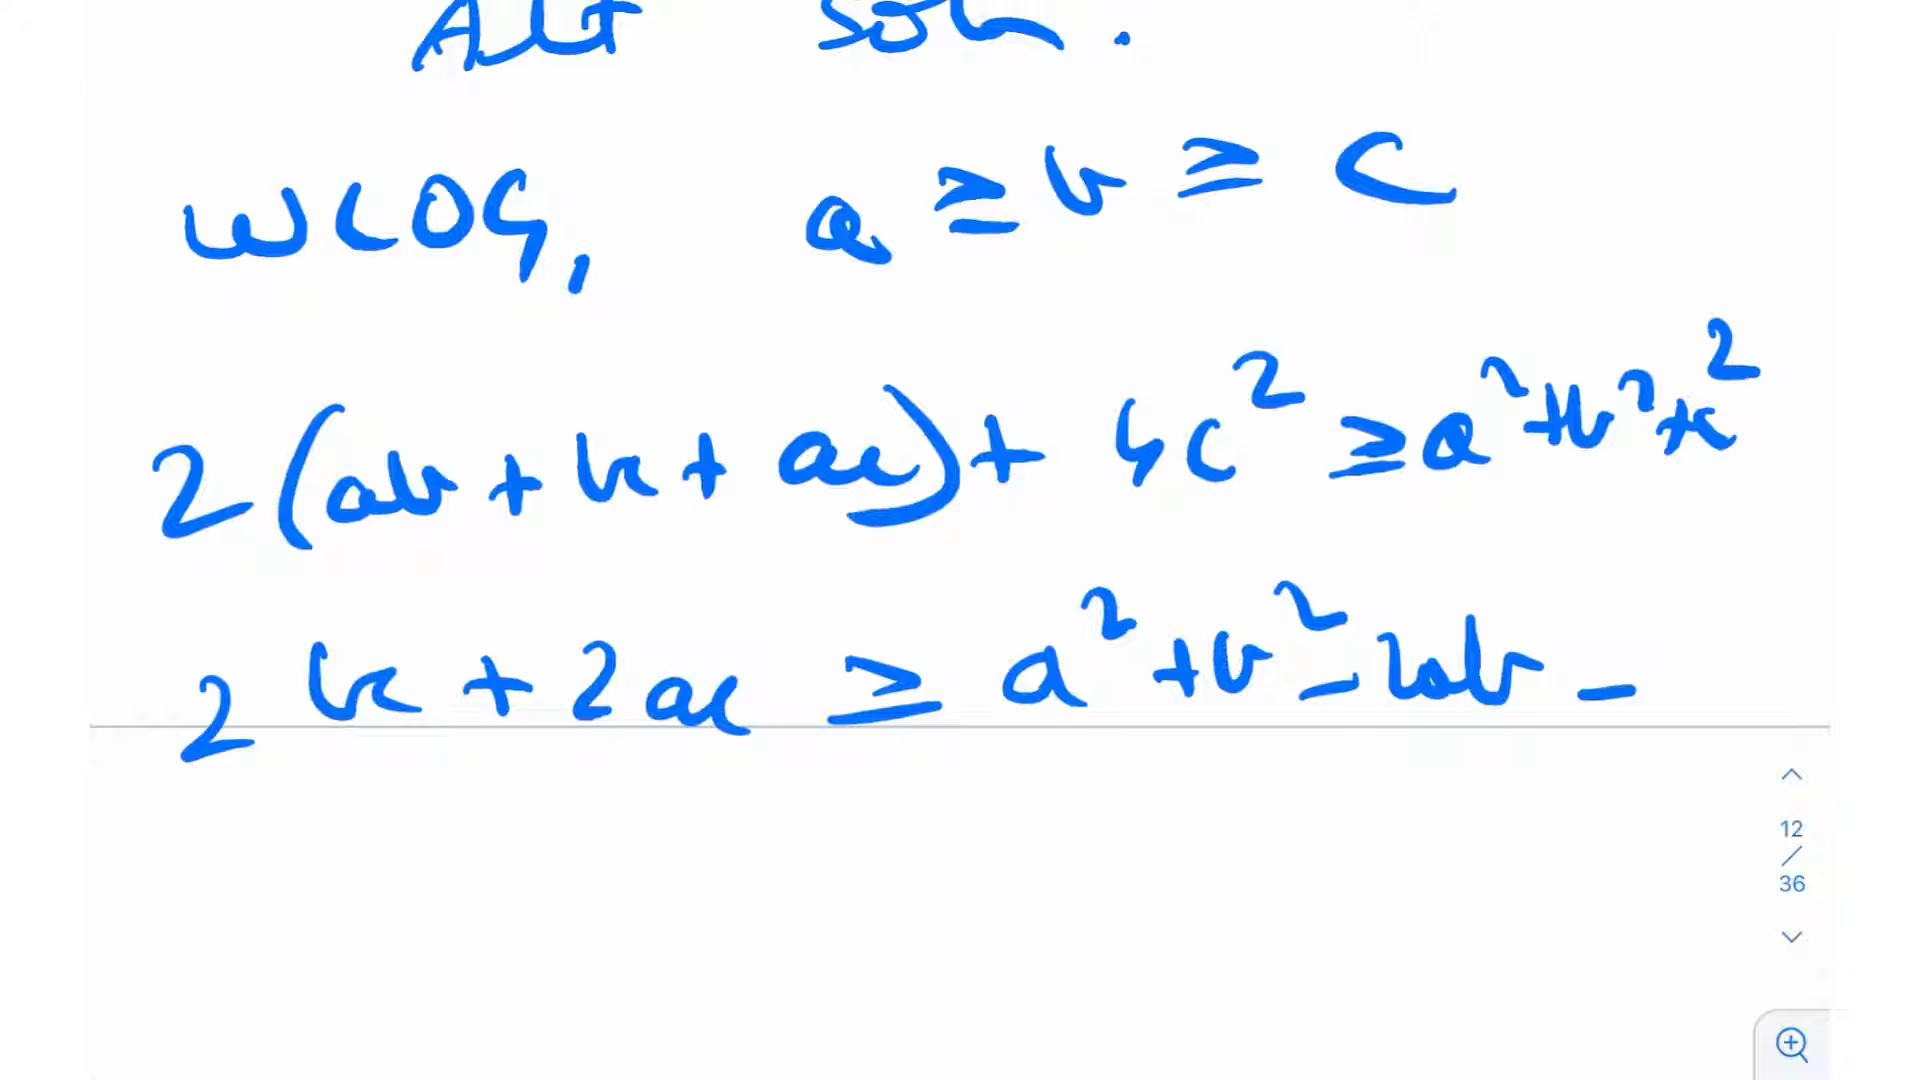 Alt soln.
WLOG, a ≥ b ≥ c
2(ab + bc + ac) + 4c² ≥ a² + b² + c²
2bc + 2ac ≥ a² + b² - 2ab -
12
/
36